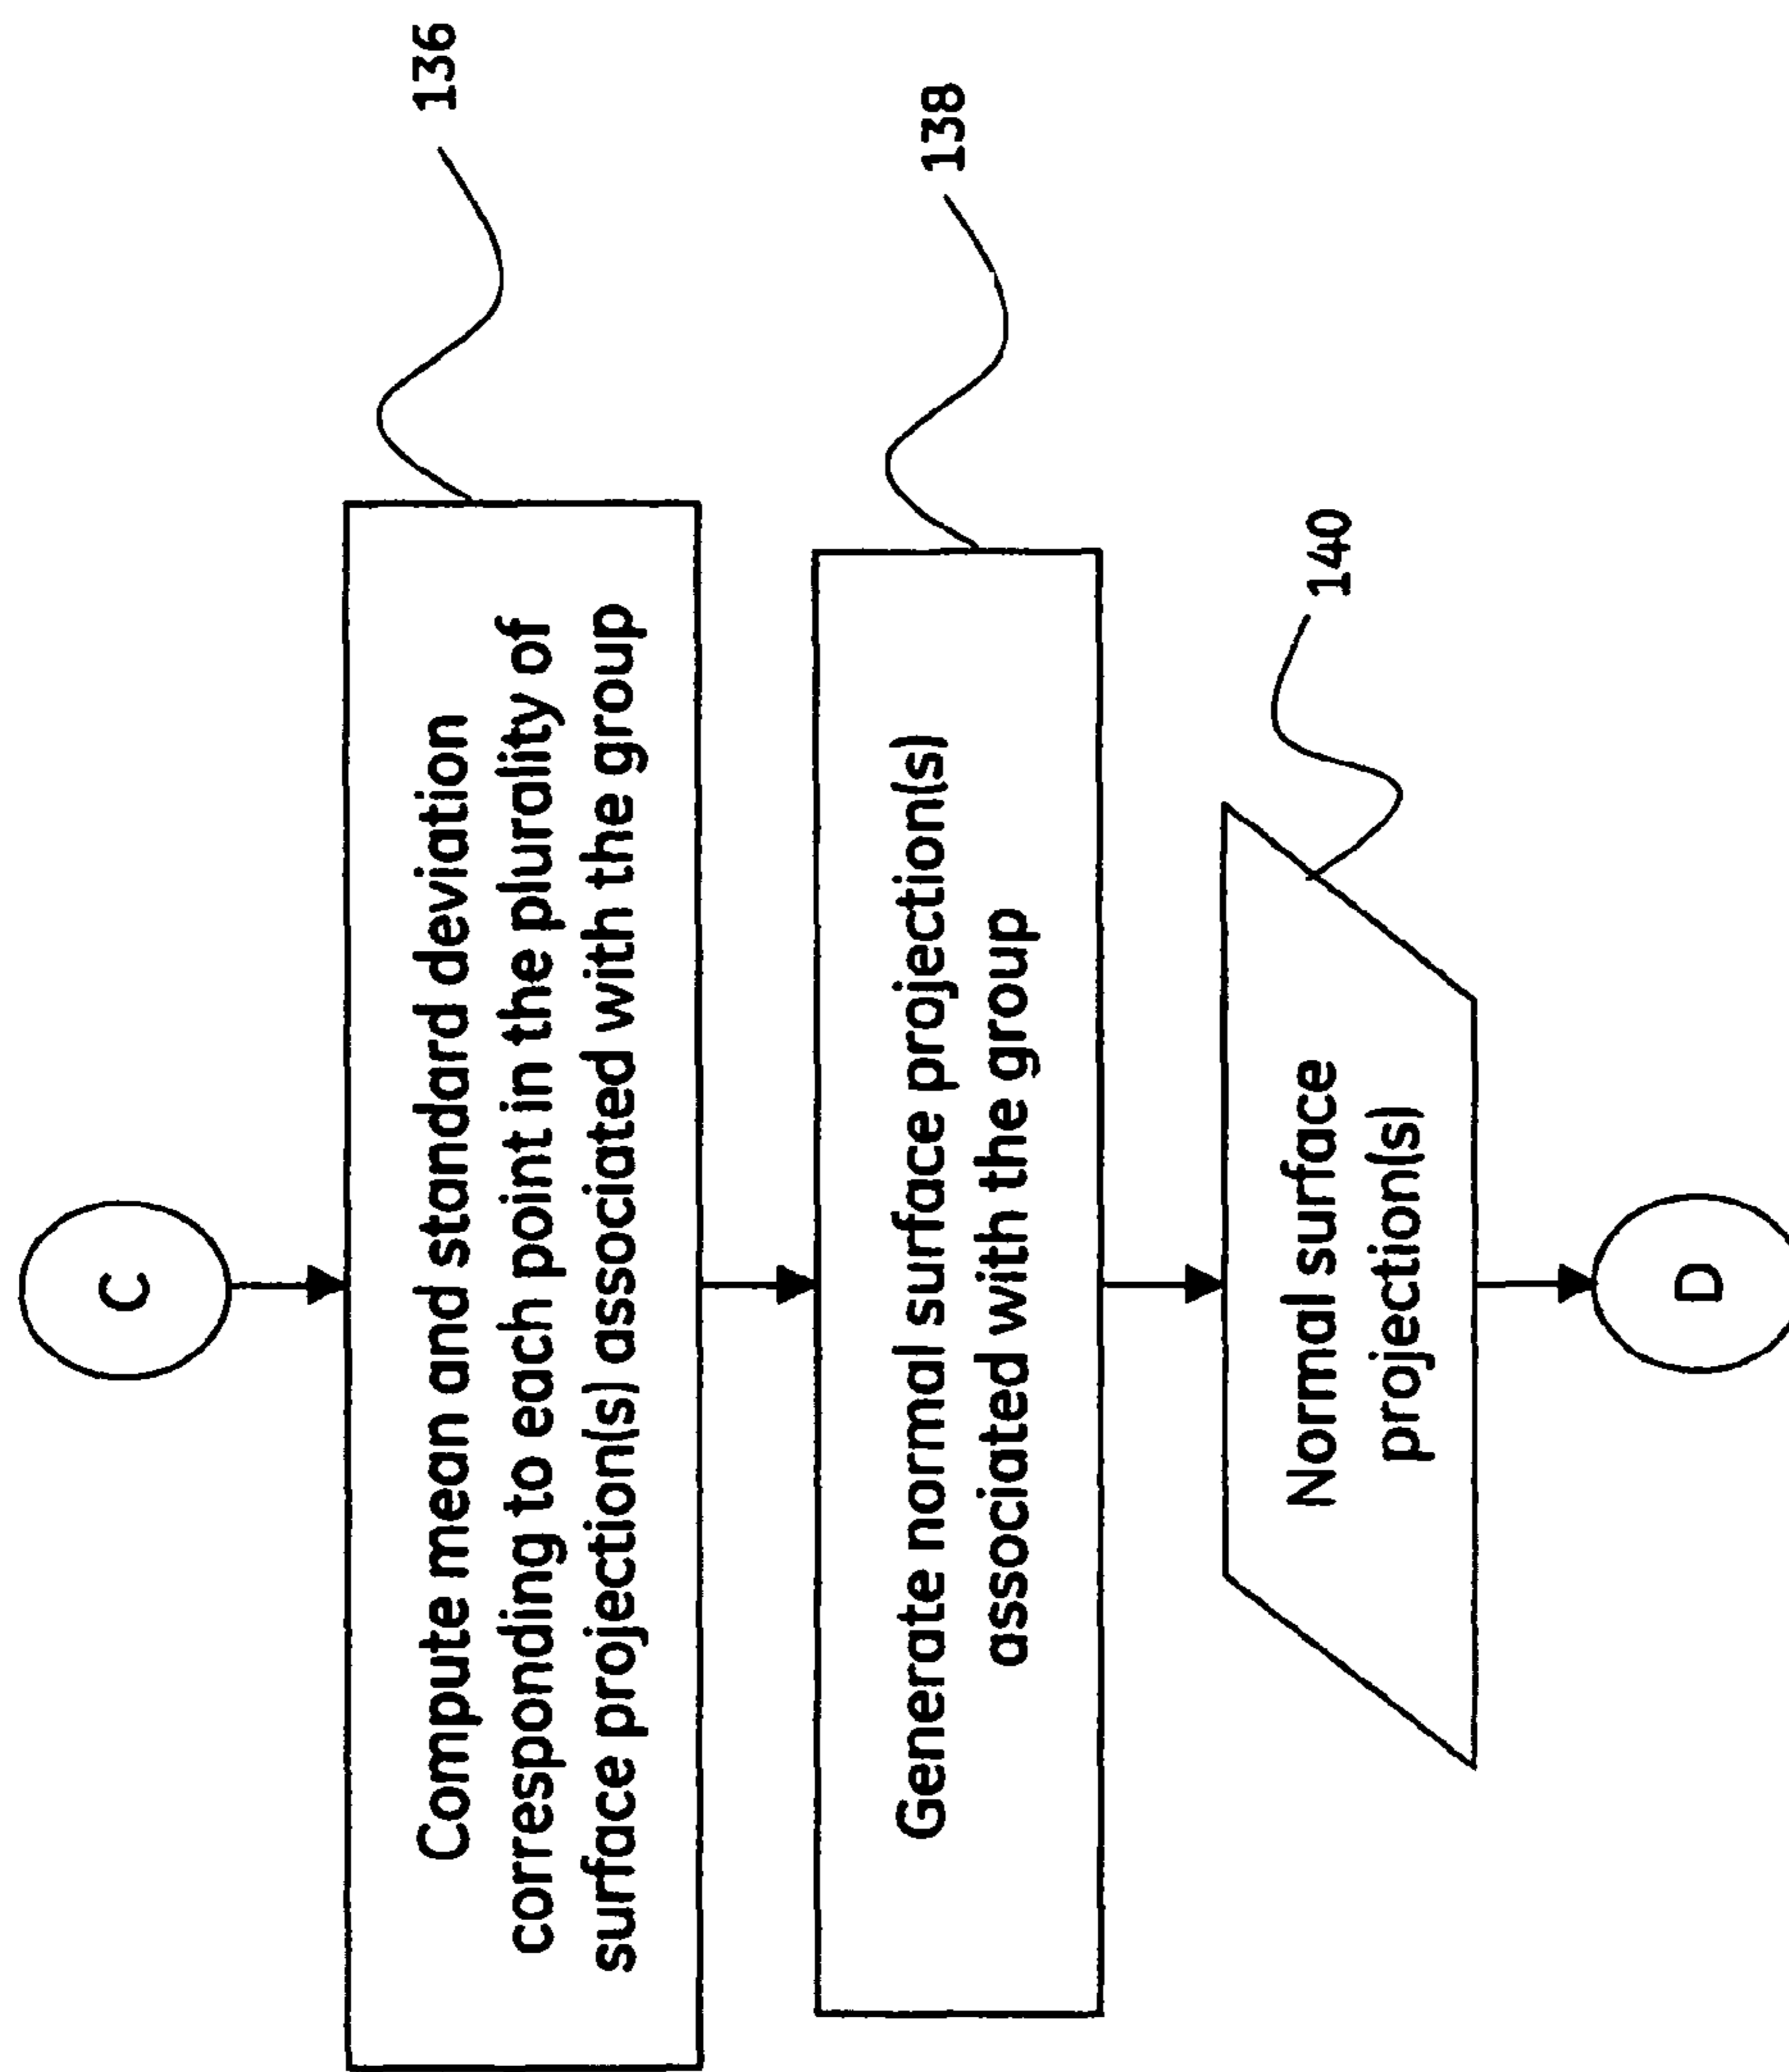 C
Compute mean and standard deviation
corresponding to each point in the plurality of
surface projection(s) associated with the group
136
Generate normal surface projection(s)
associated with the group
138
Normal surface
projection(s)
140
D